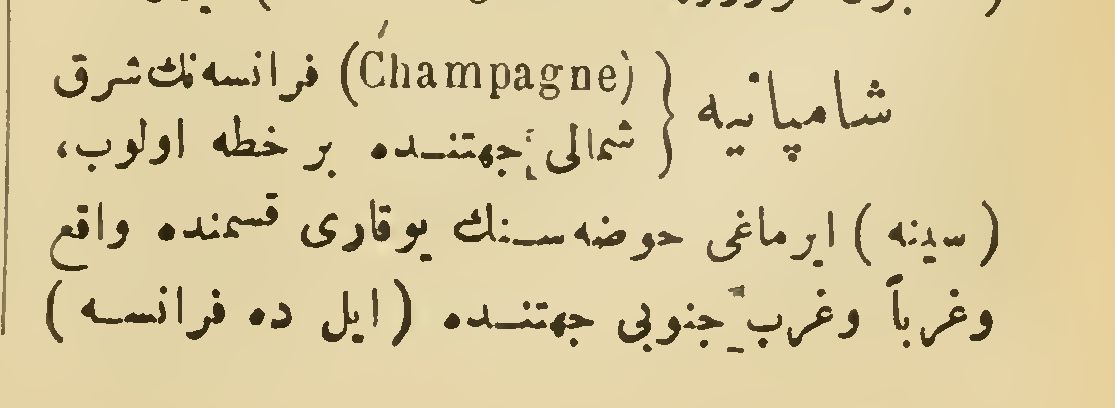 شامپانیه { (Champagne) فرانسه‌نك شرق
شمالی جهتنده بر خطه اولوب،
(سینه) ایرماغی حوضه‌سنك یوقاری قسمنده واقع
وغرباً وغرب جنوبی جهتنده (ایل ده فرانسه)